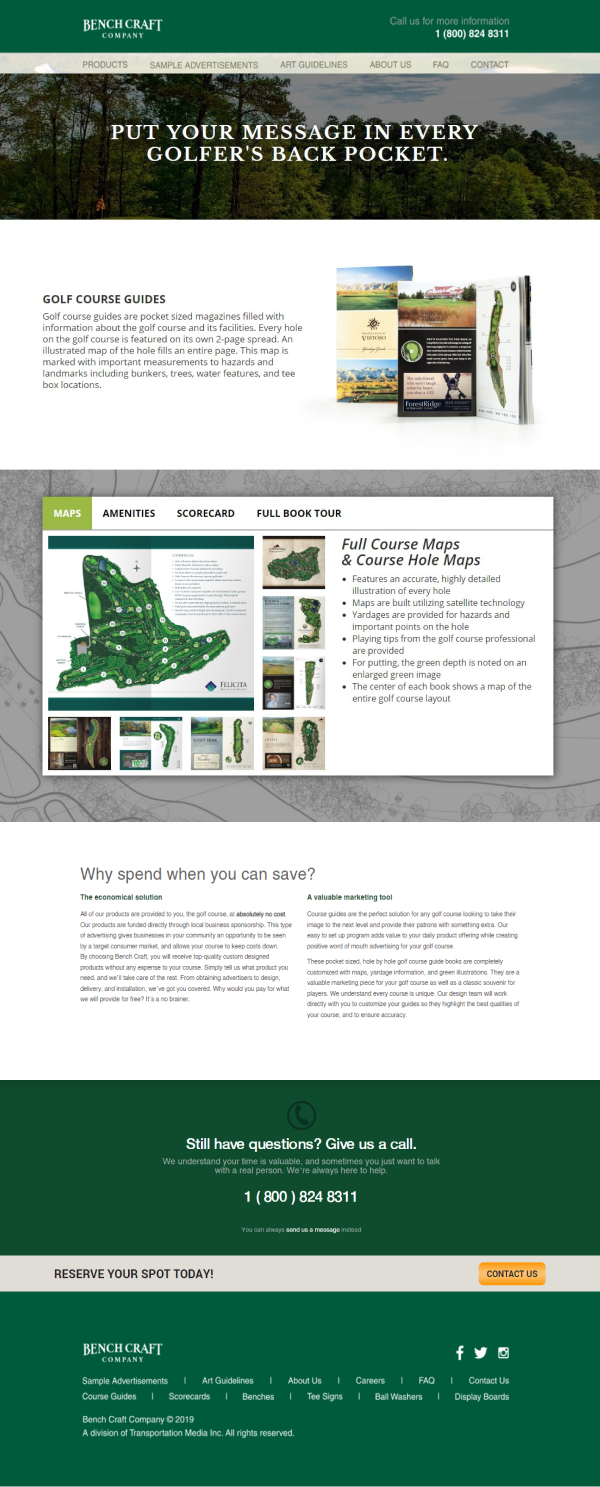 BENCH CRAFT
COMPANY
Call us for more information
1 (800) 824 8311
PRODUCTS
SAMPLE ADVERTISEMENTS
ART GUIDELINES
ABOUT US
FAQ
CONTACT
PUT YOUR MESSAGE IN EVERY
GOLFER'S BACK POCKET.
GOLF COURSE GUIDES
Golf course guides are pocket sized magazines filled with
information about the golf course and its facilities. Every hole
on the golf course is featured on its own 2-page spread. An
illustrated map of the hole fills an entire page. This map is
marked with important measurements to hazards and
landmarks including bunkers, trees, water features, and tee
box locations.
VISTOSO
ForestRidge
MAPS
AMENITIES
SCORECARD
FULL BOOK TOUR
FELICITA
Full Course Maps
& Course Hole Maps
Features an accurate, highly detailed
illustration of every hole
Maps are built utilizing satellite technology
Yardages are provided for hazards and
important points on the hole
Playing tips from the golf course professional
are provided
For putting, the green depth is noted on an
enlarged green image
The center of each book shows a map of the
entire golf course layout
Why spend when you can save?
The economical solution
All of our products are provided to you, the golf course, at absolutely no cost.
Our products are funded directly through local business sponsorship. This type
of advertising gives businesses in your community an opportunity to be seen
by a target consumer market, and allows your course to keep costs down.
By choosing Bench Craft, you will receive top-quality custom designed
products without any expense to your course. Simply tell us what product you
need, and we'll take care of the rest. From obtaining advertisers to design,
delivery, and installation, we've got you covered. Why would you pay for what
we will provide for free? It's a no brainer.
A valuable marketing tool
Course guides are the perfect solution for any golf course looking to take their
image to the next level and provide their patrons with something extra. Our
easy to set up program adds value to your daily product offering while creating
positive word of mouth advertising for your golf course.
These pocket sized, hole by hole golf course guide books are completely
customized with maps, yardage information, and green illustrations. They are a
valuable marketing piece for your golf course as well as a classic souvenir for
players. We understand every course is unique. Our design team will work
directly with you to customize your guides so they highlight the best qualities of
your course, and to ensure accuracy.
Still have questions? Give us a call.
We understand your time is valuable, and sometimes you just want to talk
with a real person. We're always here to help.
1 ( 800 ) 824 8311
You can always send us a message instead
RESERVE YOUR SPOT TODAY!
CONTACT US
BENCH CRAFT
COMPANY
Sample Advertisements | Art Guidelines | About Us | Careers | FAQ | Contact Us
Course Guides | Scorecards | Benches | Tee Signs | Ball Washers | Display Boards
Bench Craft Company © 2019
A division of Transportation Media Inc. All rights reserved.